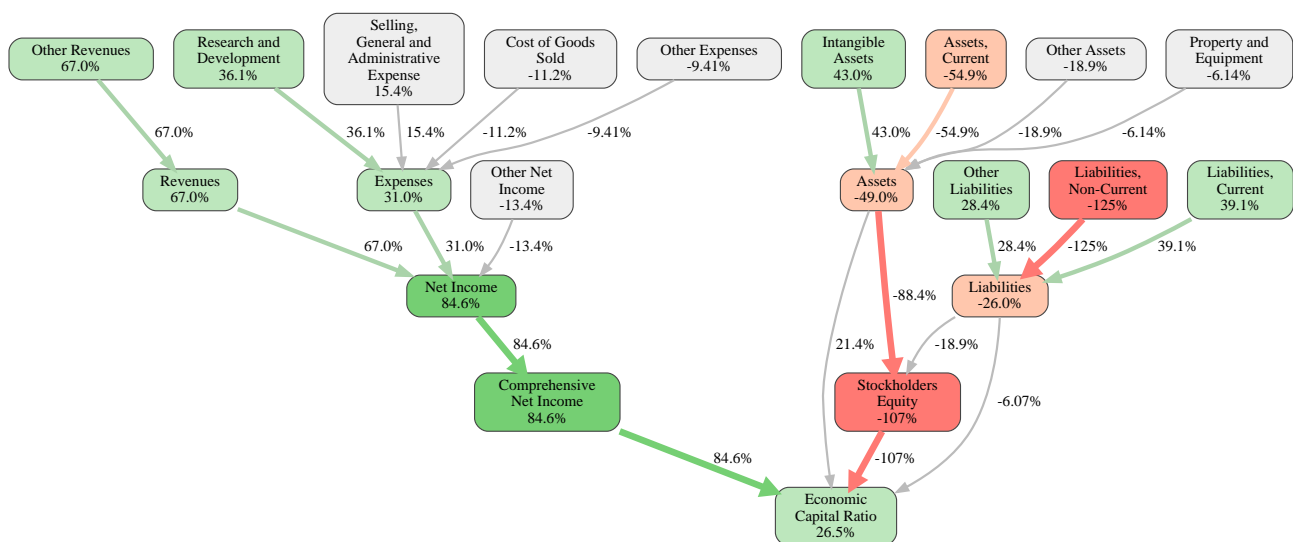 Other Revenues
67.0%
Research and
Development
36.1%
Selling,
General and
Administrative
Expense
15.4%
Cost of Goods
Sold
-11.2%
Other Expenses
-9.41%
Intangible
Assets
43.0%
Assets,
Current
-54.9%
Other Assets
-18.9%
Property and
Equipment
-6.14%
67.0%
36.1%
15.4%
-11.2%
-9.41%
43.0%
-54.9%
-18.9%
-6.14%
Revenues
67.0%
Expenses
31.0%
Other Net
Income
-13.4%
Assets
-49.0%
Other
Liabilities
28.4%
Liabilities,
Non-Current
-125%
Liabilities,
Current
39.1%
67.0%
31.0%
-13.4%
28.4%
-125%
39.1%
Net Income
84.6%
Liabilities
-26.0%
-88.4%
84.6%
21.4%
-18.9%
Comprehensive
Net Income
84.6%
Stockholders
Equity
-107%
-6.07%
84.6%
-107%
Economic
Capital Ratio
26.5%